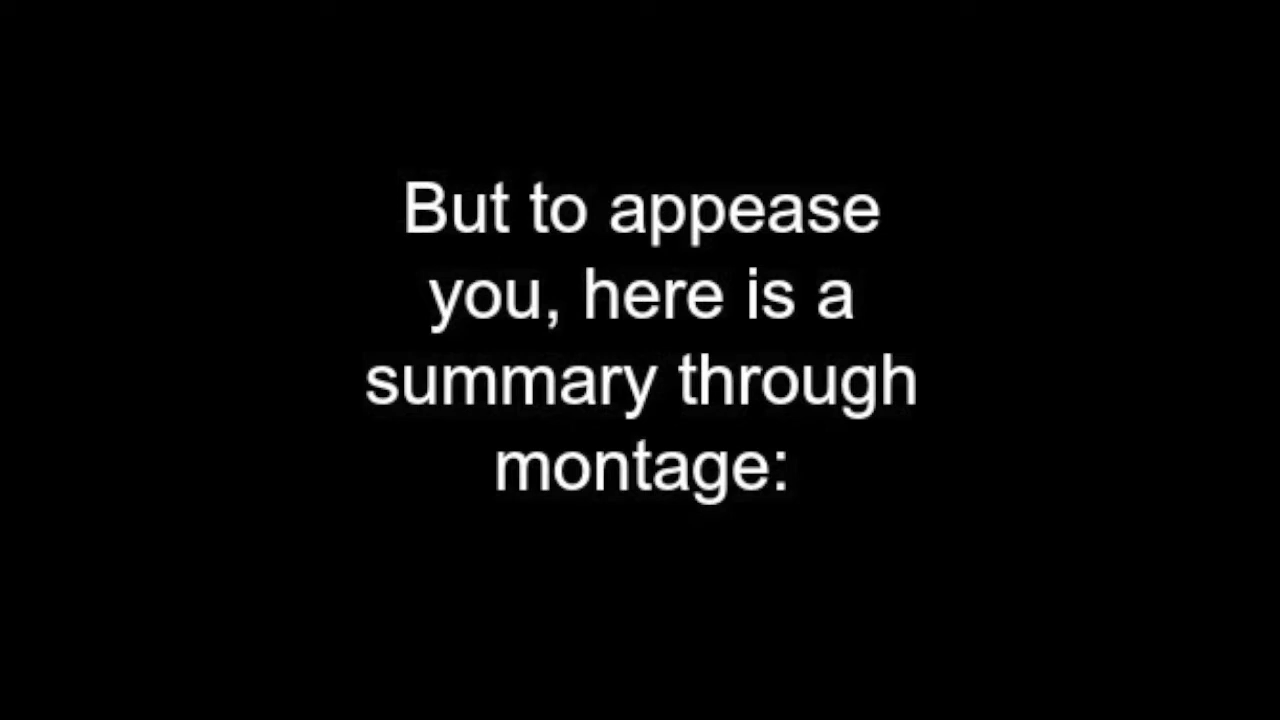 But to appease
you, here is a
summary through
montage: